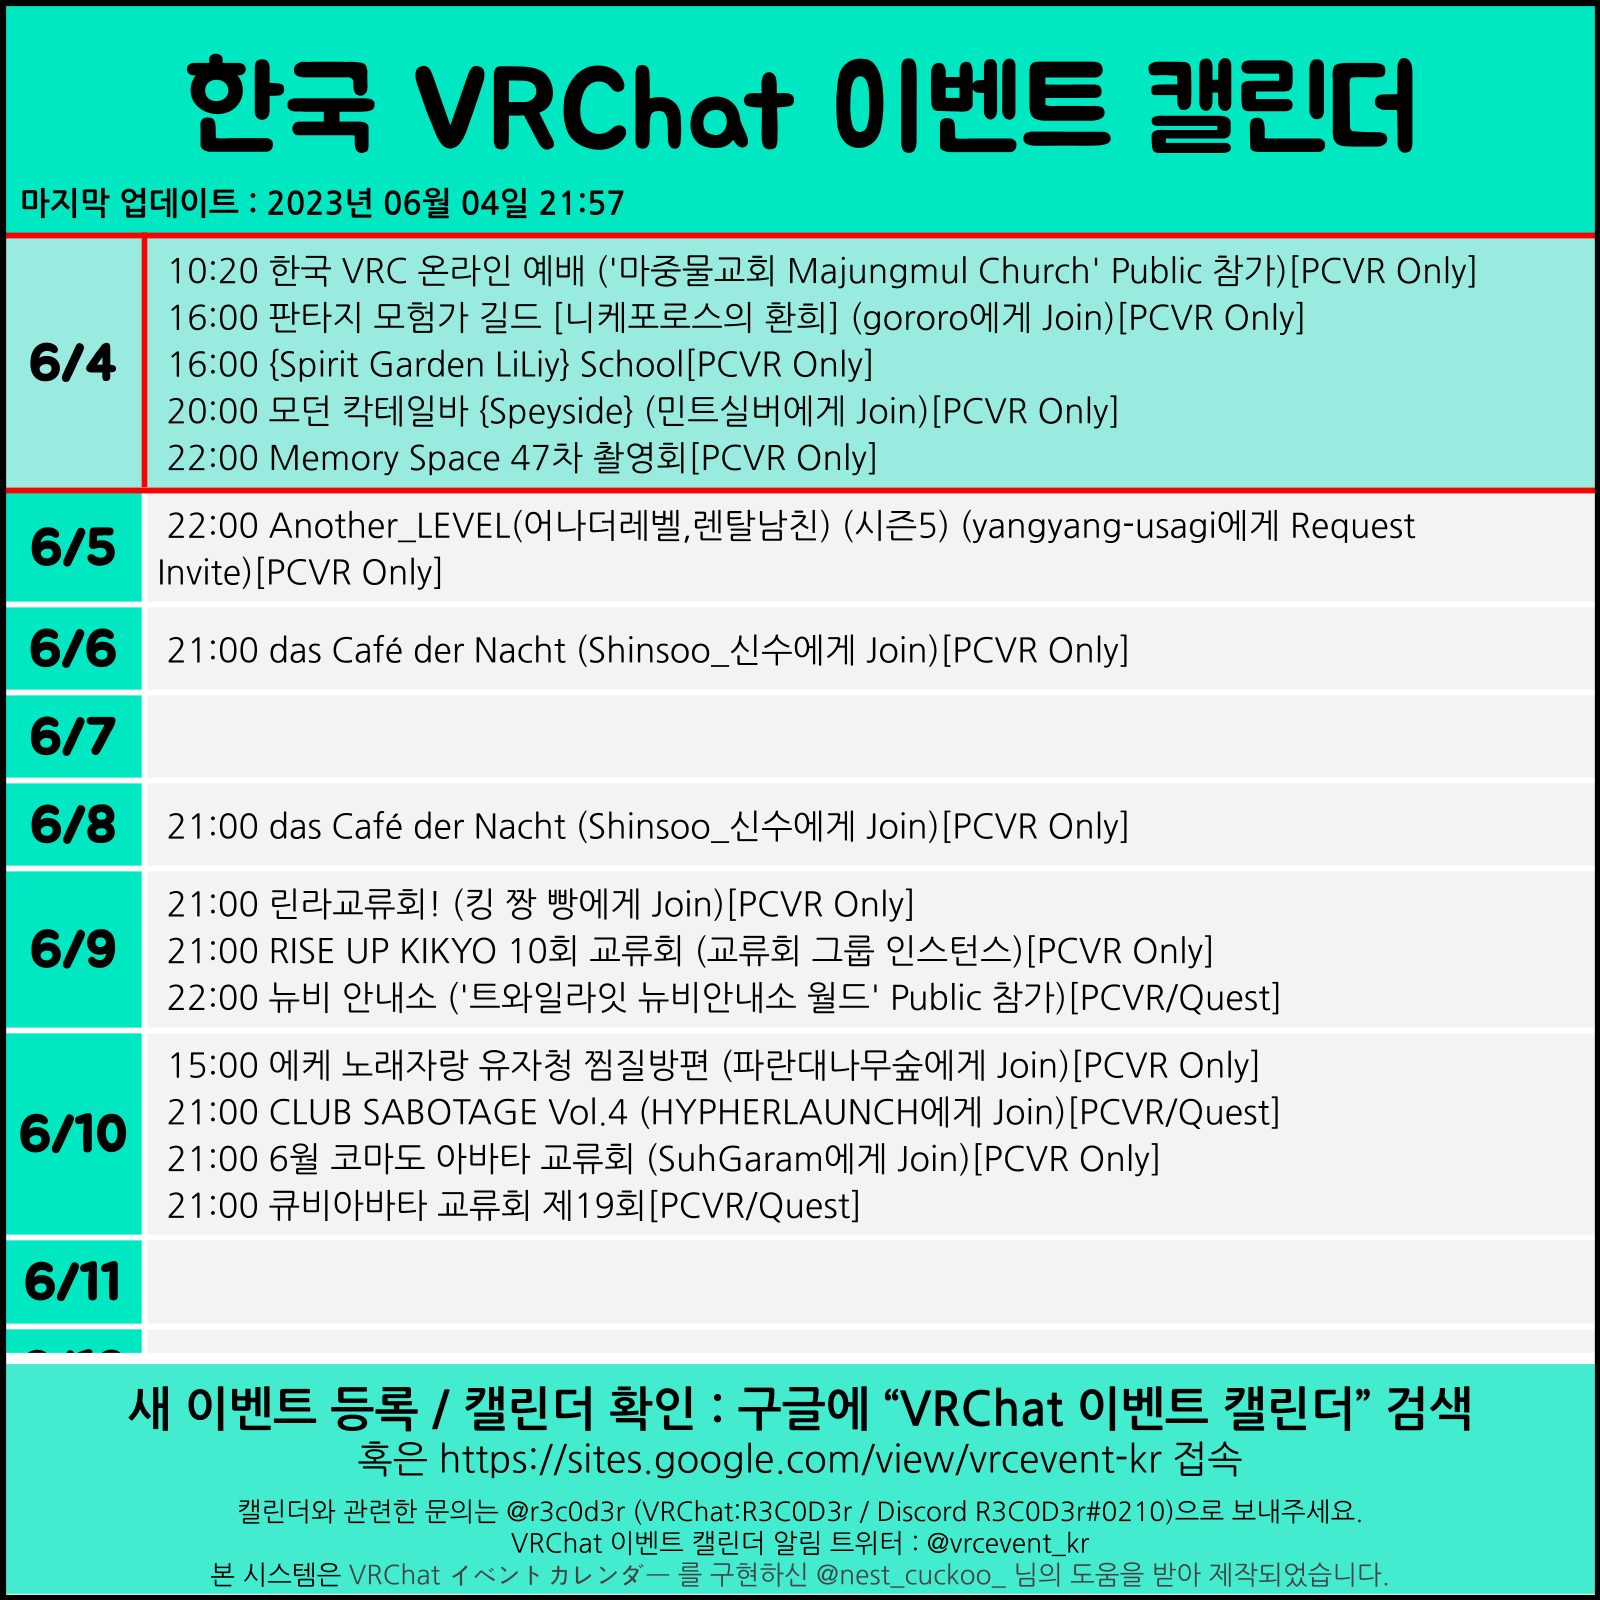 한국 VRChat 이벤트 캘린더
마지막 업데이트 : 2023년 06월 04일 21:57
6/4
10:20 한국 VRC 온라인 예배 ('마중물교회 Majungmul Church' Public 참가)[PCVR Only]
16:00 판타지 모험가 길드 [니케포로스의 환희] (gororo에게 Join)[PCVR Only]
16:00 {Spirit Garden LiLiy} School[PCVR Only]
20:00 모던 칵테일바 {Speyside} (민트실버에게 Join)[PCVR Only]
22:00 Memory Space 47차 촬영회[PCVR Only]
6/5
22:00 Another_LEVEL(어나더레벨,렌탈남친) (시즌5) (yangyang-usagi에게 Request
Invite)[PCVR Only]
6/6
21:00 das Café der Nacht (Shinsoo_신수에게 Join)[PCVR Only]
6/7
6/8
21:00 das Café der Nacht (Shinsoo_신수에게 Join)[PCVR Only]
6/9
21:00 린라교류회! (킹 짱 빵에게 Join)[PCVR Only]
21:00 RISE UP KIKYO 10회 교류회 (교류회 그룹 인스턴스)[PCVR Only]
22:00 뉴비 안내소 ('트와일라잇 뉴비안내소 월드' Public 참가)[PCVR/Quest]
6/10
15:00 에케 노래자랑 유자청 찜질방편 (파란대나무숲에게 Join)[PCVR Only]
21:00 CLUB SABOTAGE Vol.4 (HYPHERLAUNCH에게 Join)[PCVR/Quest]
21:00 6월 코마도 아바타 교류회 (SuhGaram에게 Join)[PCVR Only]
21:00 큐비아바타 교류회 제19회[PCVR/Quest]
6/11
새 이벤트 등록 / 캘린더 확인 : 구글에 “VRChat 이벤트 캘린더” 검색
혹은 https://sites.google.com/view/vrcevent-kr 접속
캘린더와 관련한 문의는 @r3c0d3r (VRChat:R3C0D3r / Discord R3C0D3r#0210)으로 보내주세요.
VRChat 이벤트 캘린더 알림 트위터 : @vrcevent_kr
본 시스템은 VRChat イベントカレンダー 를 구현하신 @nest_cuckoo_ 님의 도움을 받아 제작되었습니다.